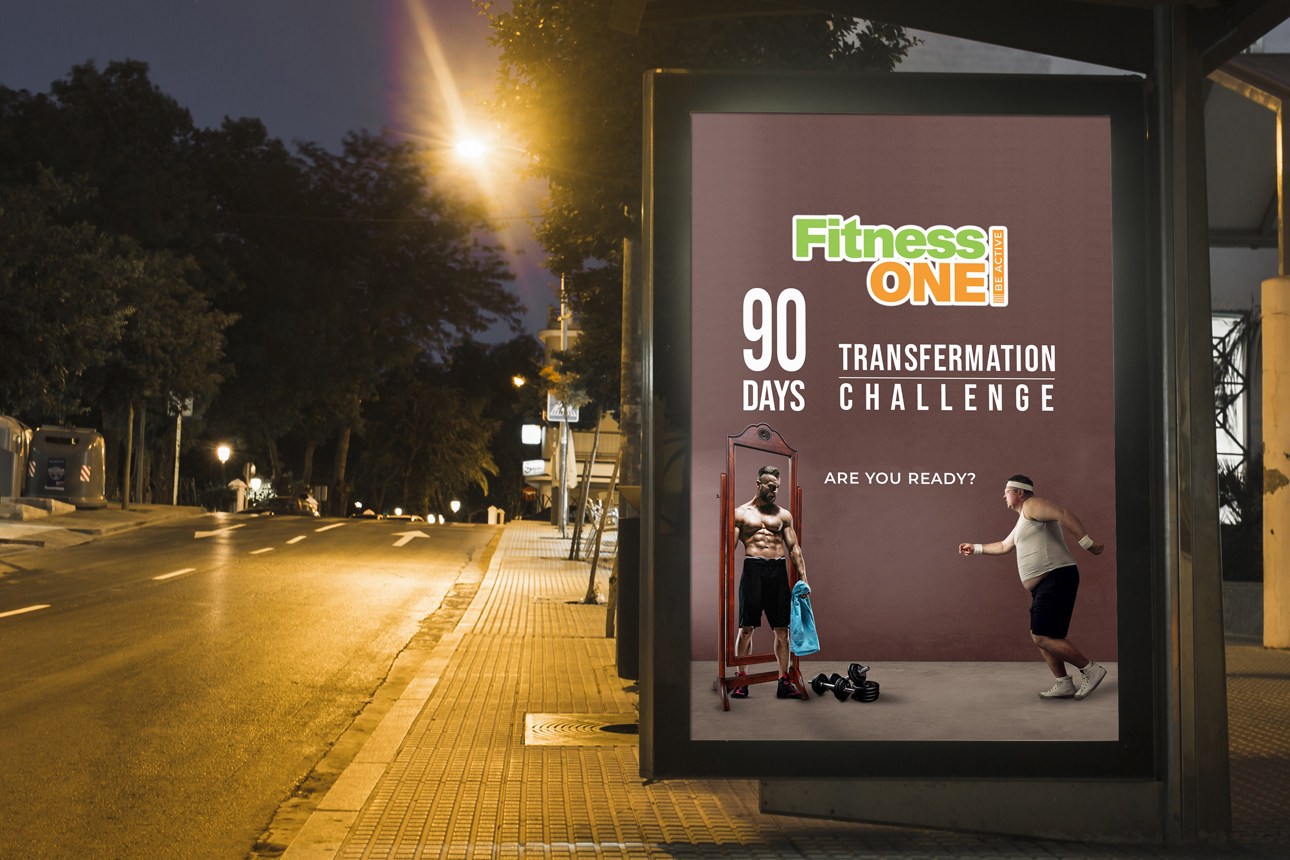 Fitness
ONE
BE ACTIVE
90
DAYS
TRANSFERMATION
CHALLENGE
ARE YOU READY?